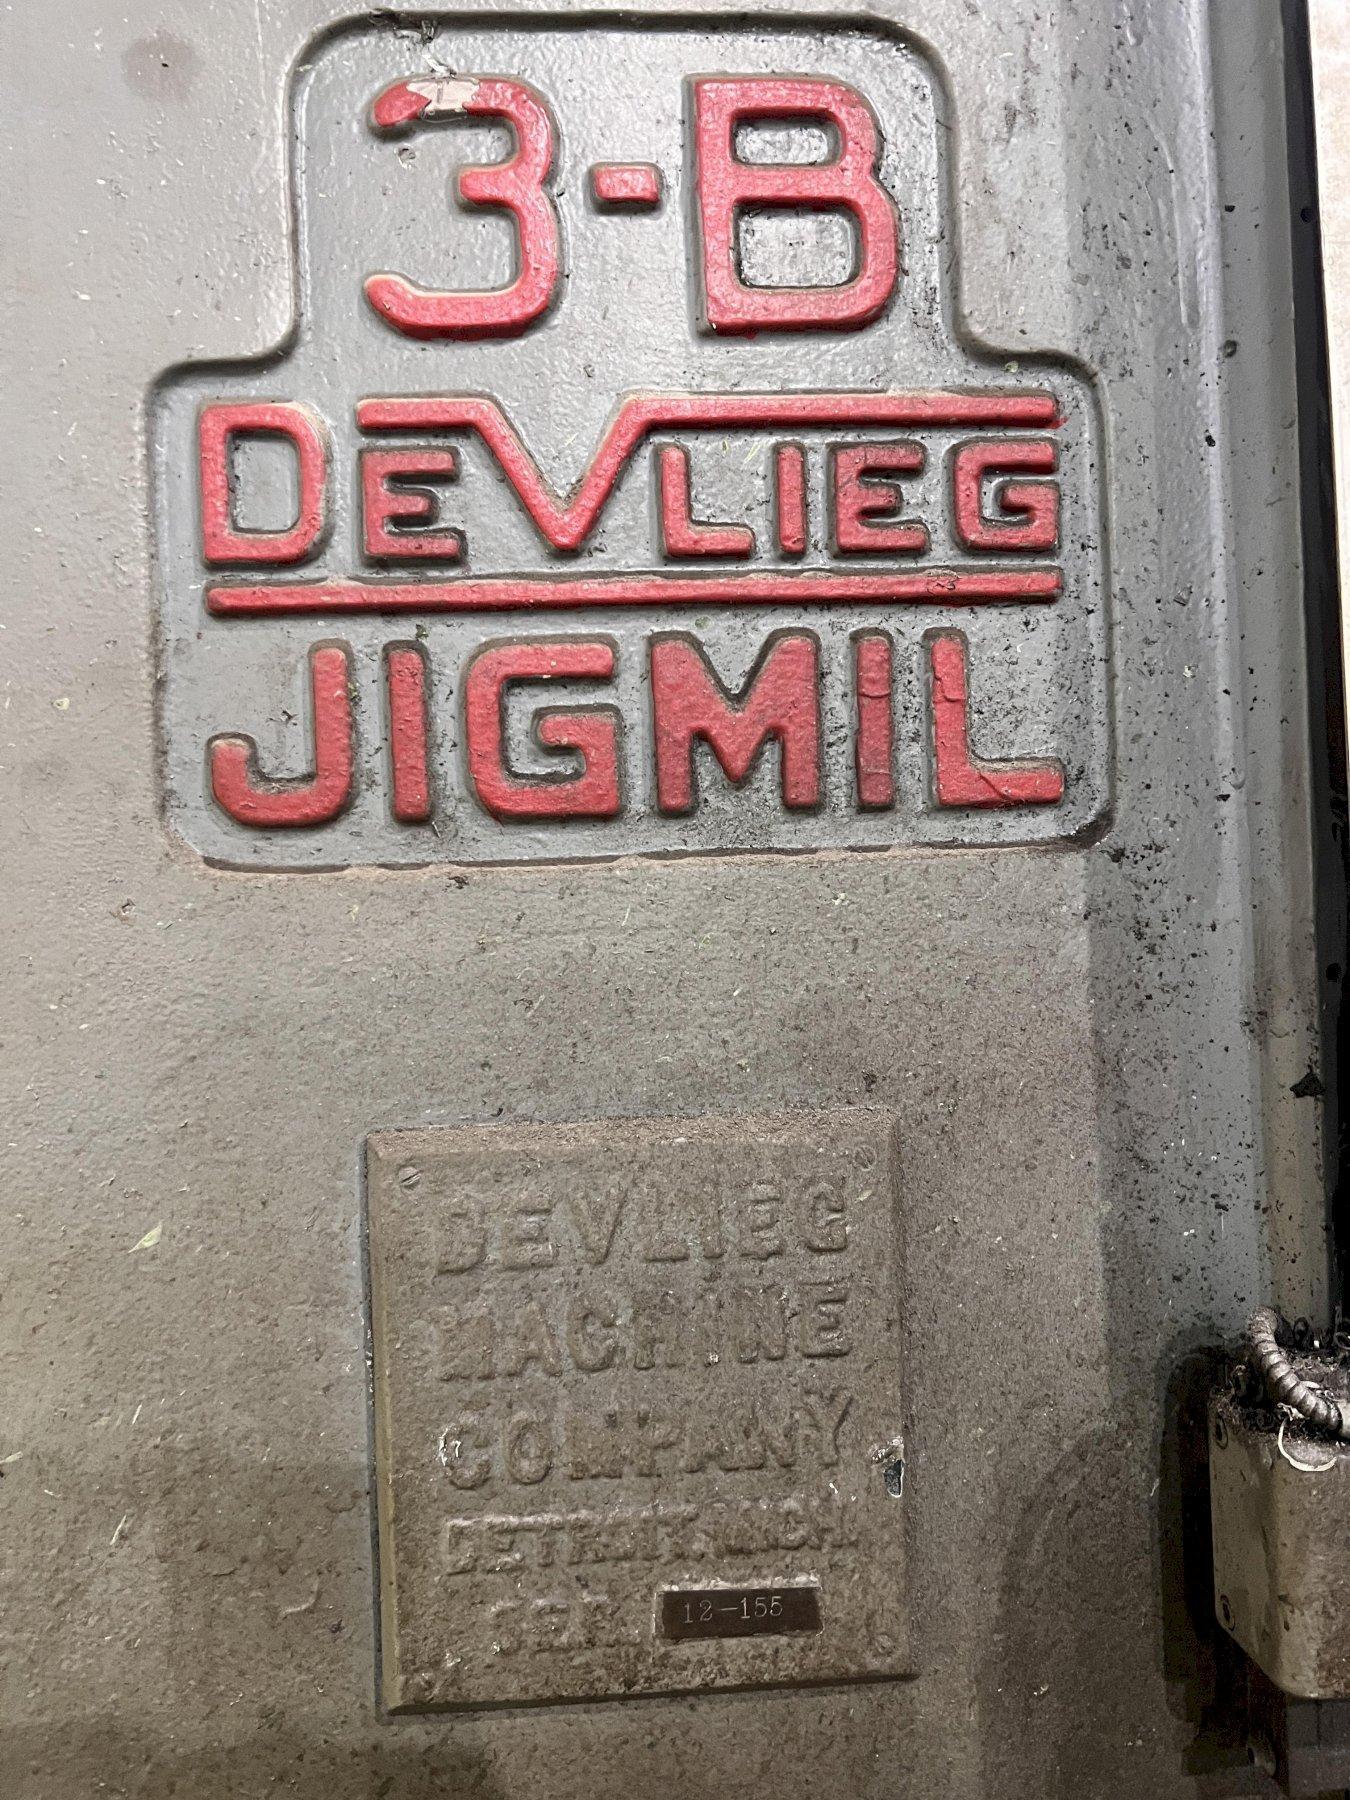 3-B
DEVLIEG
JIGMIL
DEVLIEG
MACHINE
COMPANY
DETROIT, MICH.
SER. 12-155